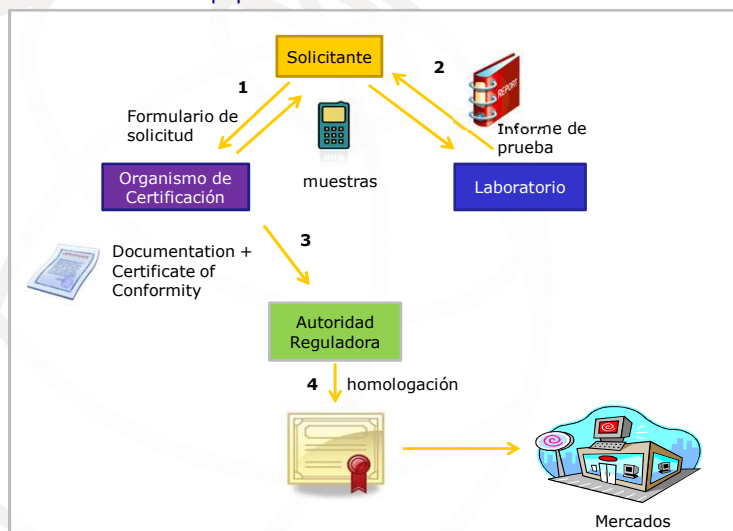 Solicitante
1
2
Formulario de
solicitud
REPORT
Informe de
prueba
Organismo de
Certificación
muestras
Laboratorio
3
Documentation +
Certificate of
Conformity
Autoridad
Reguladora
4
homologación
Mercados